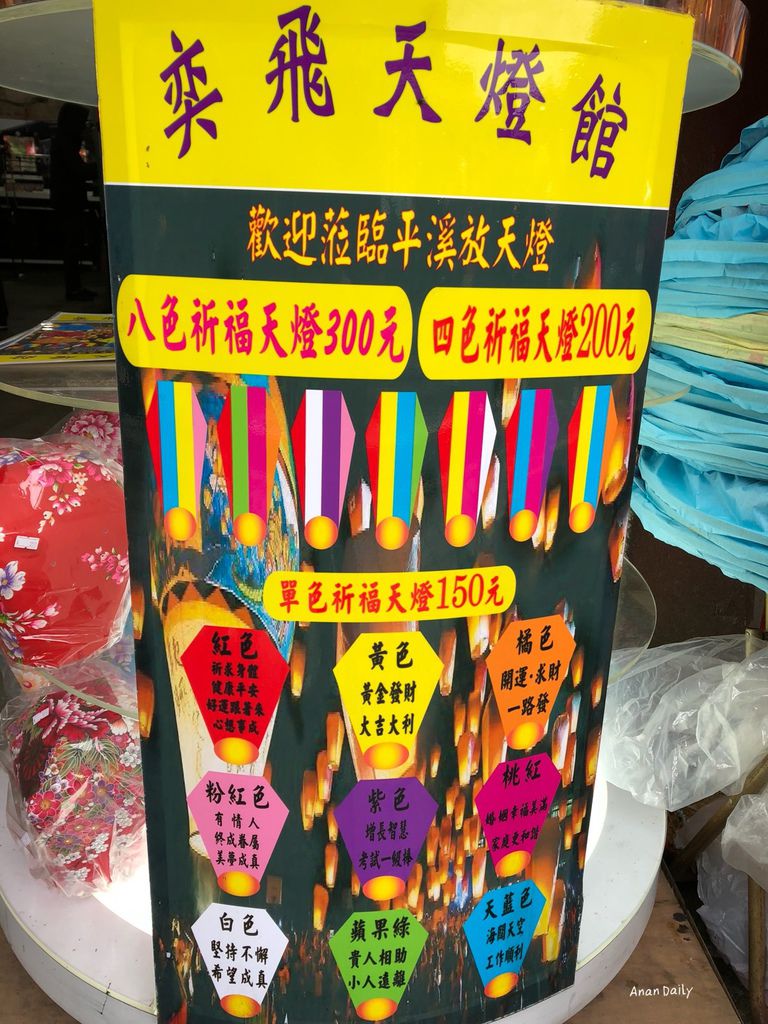 奕飛天燈館
歡迎蒞臨平溪放天燈
八色祈福天燈300元
四色祈福天燈200元
單色祈福天燈150元
紅色
祈求身體
健康平安
好運跟著來
心想事成
黃色
黃金發財
大吉大利
橘色
開運·求財
一路發
粉紅色
有情人
終成眷屬
美夢成真
紫色
增長智慧
考試一級棒
桃紅
婚姻幸福美滿
家庭更和諧
白色
堅持不懈
希望成真
蘋果綠
貴人相助
小人遠離
天藍色
海闊天空
工作順利
Anan Daily